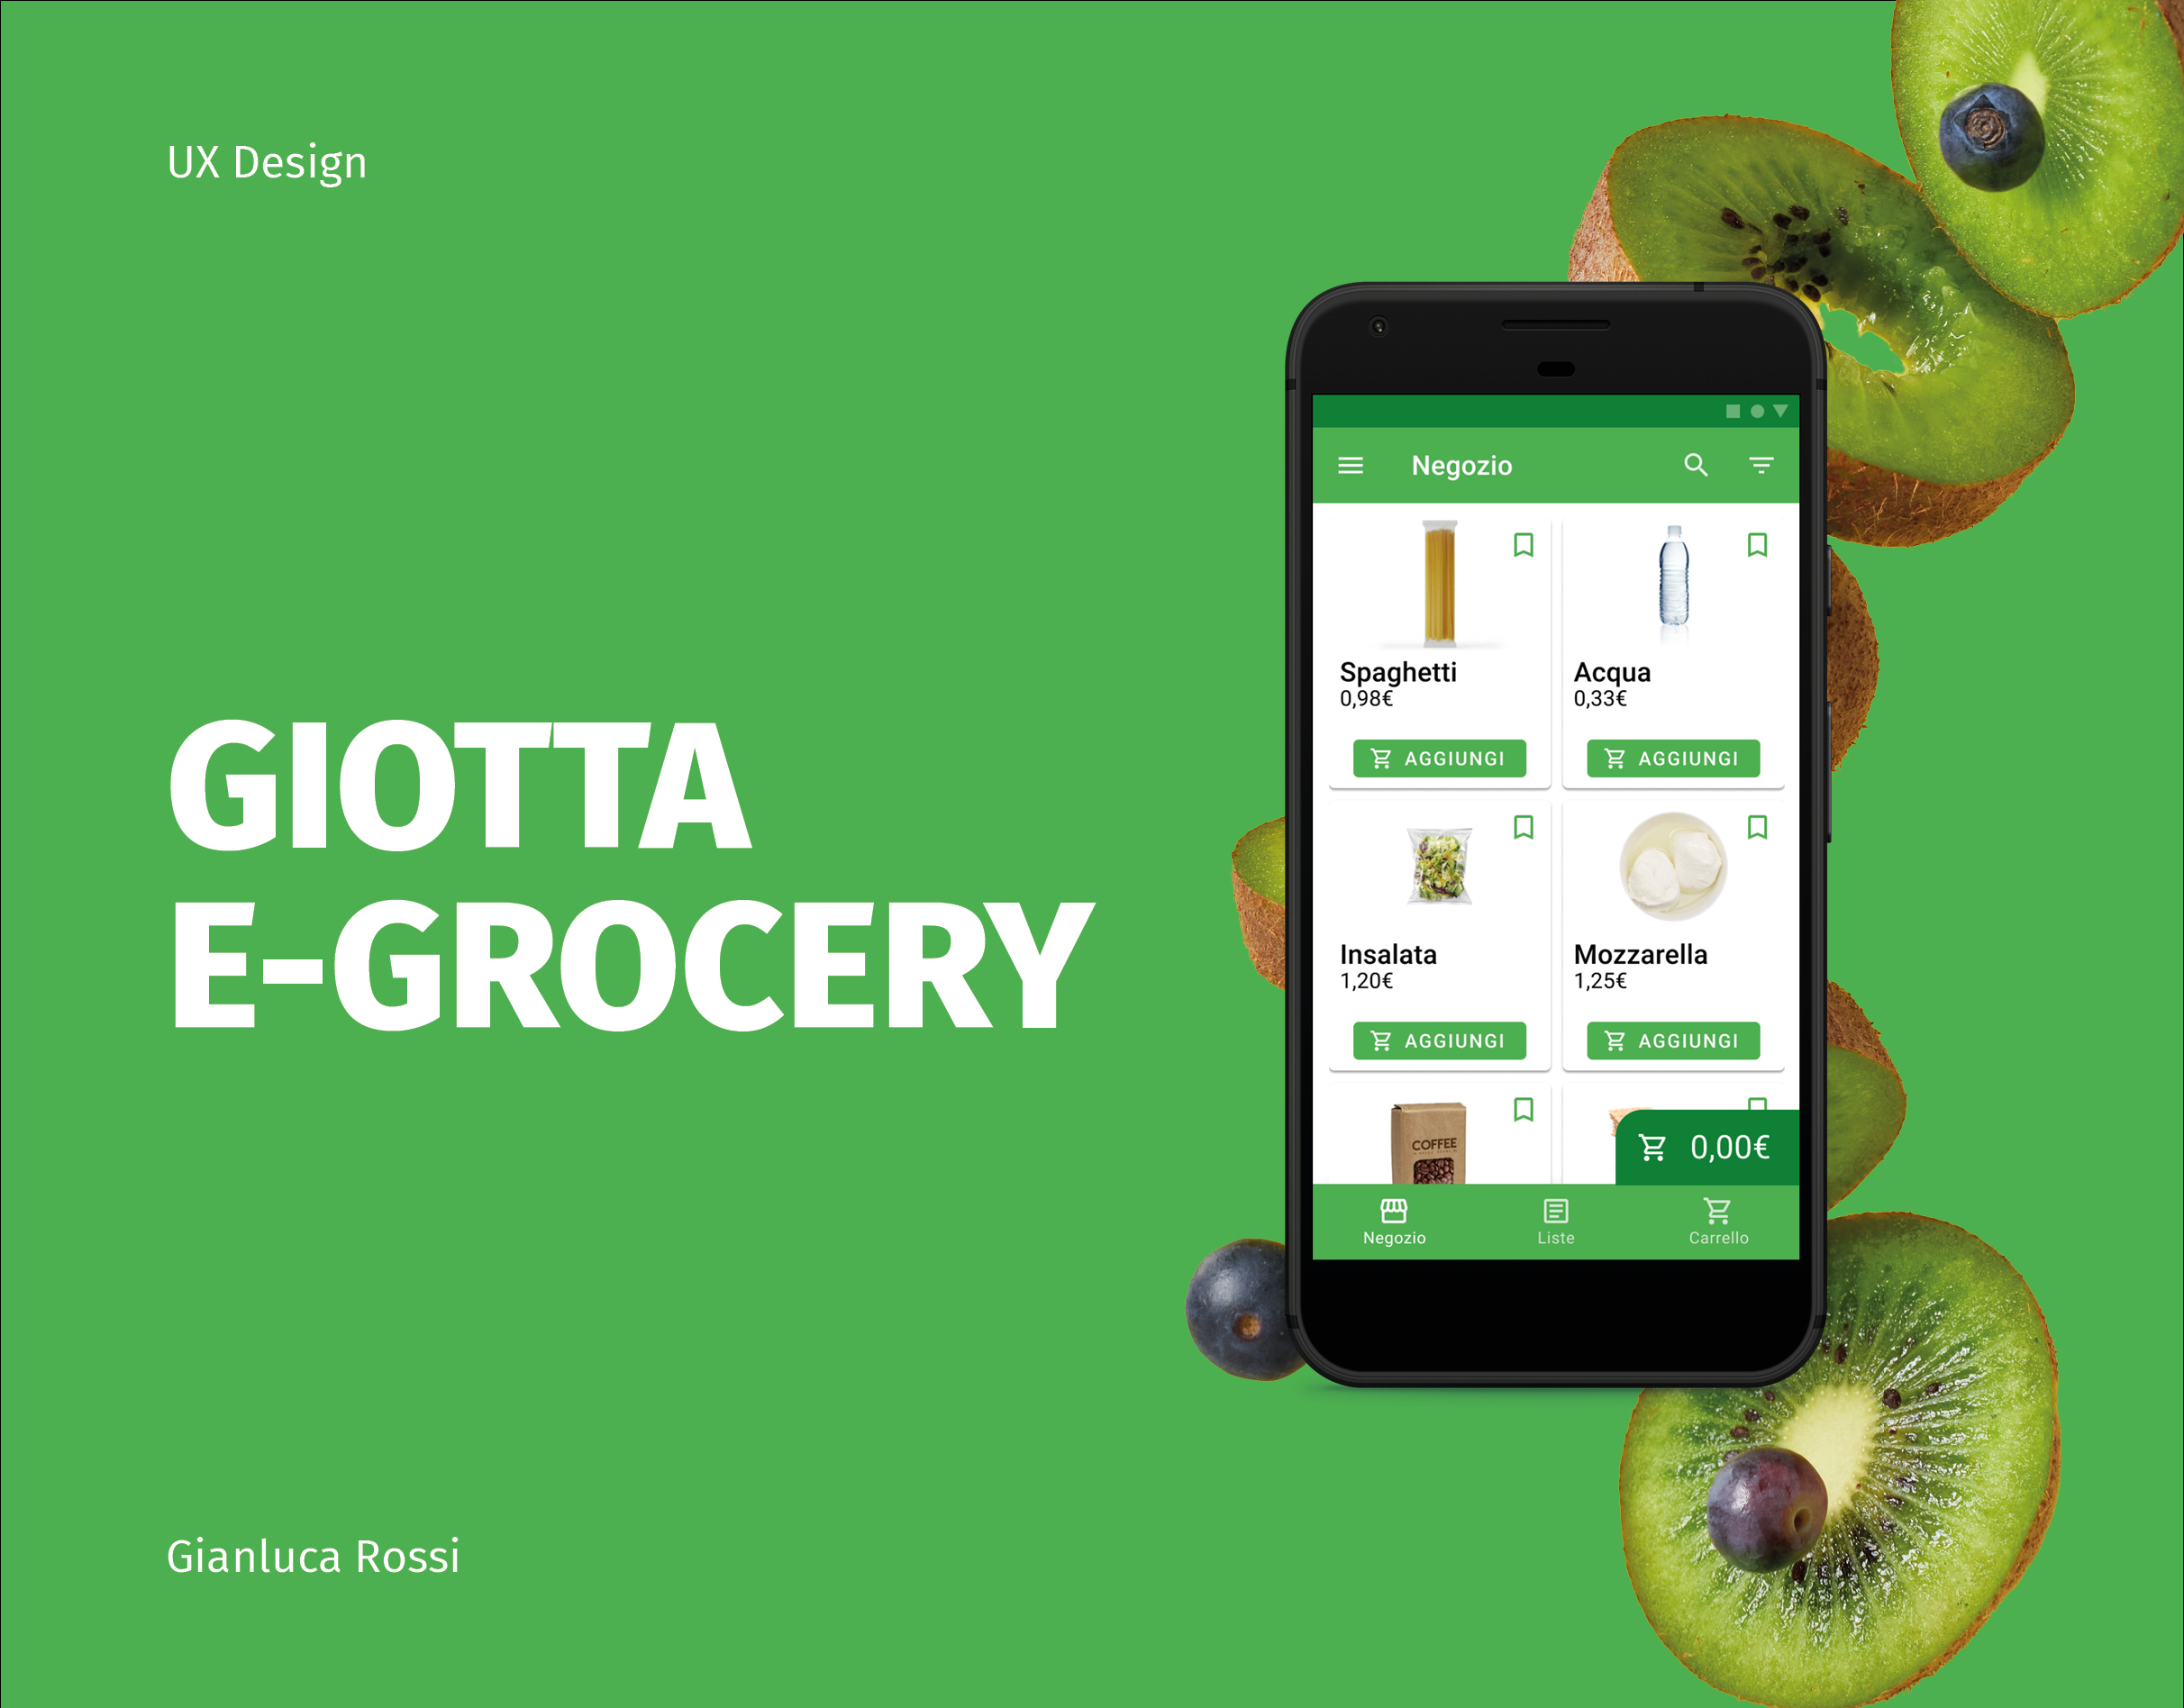 UX Design
GIOTTA
E-GROCERY
Gianluca Rossi
Negozio
Spaghetti
0,98€
AGGIUNGI
Acqua
0,33€
AGGIUNGI
Insalata
1,20€
AGGIUNGI
Mozzarella
1,25€
AGGIUNGI
COFFEE
0,00€
Negozio
Liste
Carrello